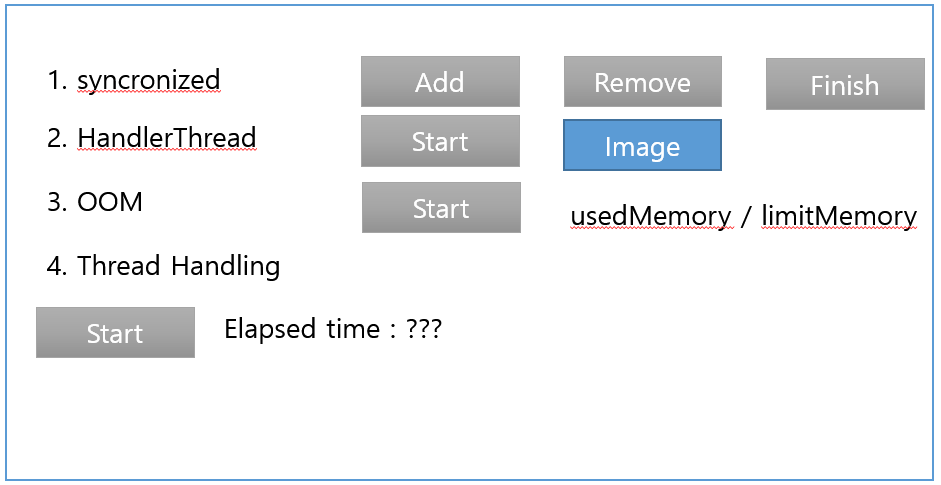 1. syncronized Add Remove Finish
2. HandlerThread Start Image
3. OOM Start usedMemory / limitMemory
4. Thread Handling
Start Elapsed time : ???